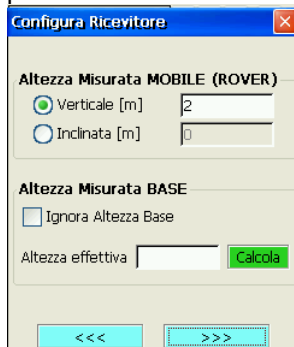 Configura Ricevitore
Altezza Misurata MOBILE (ROVER)
Verticale [m] 2
Inclinata [m] 0
Altezza Misurata BASE
Ignora Altezza Base
Altezza effettiva Calcola
<<< >>>